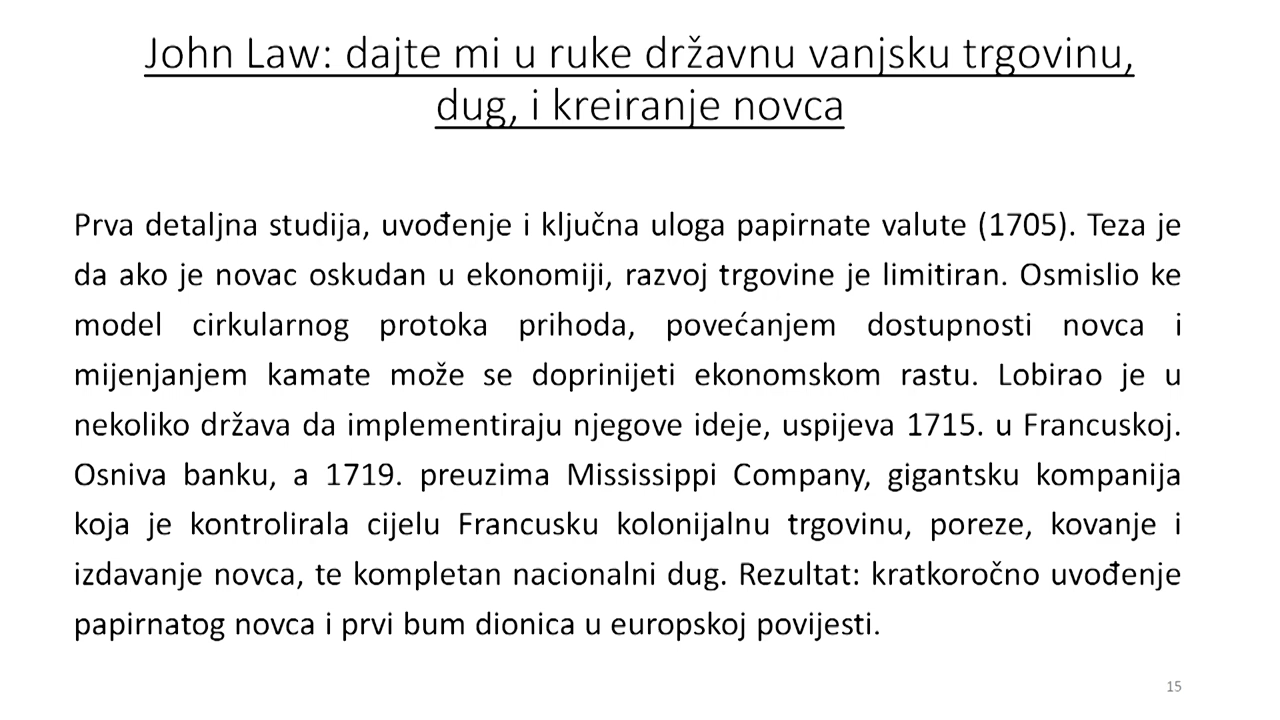 John Law: dajte mi u ruke državnu vanjsku trgovinu,
dug, i kreiranje novca
Prva detaljna studija, uvođenje i ključna uloga papirnate valute (1705). Teza je
da ako je novac oskudan u ekonomiji, razvoj trgovine je limitiran. Osmislio ke
model cirkularnog protoka prihoda, povećanjem dostupnosti novca i
mijenjanjem kamate može se doprinijeti ekonomskom rastu. Lobirao je u
nekoliko država da implementiraju njegove ideje, uspijeva 1715. u Francuskoj.
Osniva banku, a 1719. preuzima Mississippi Company, gigantsku kompanija
koja je kontrolirala cijelu Francusku kolonijalnu trgovinu, poreze, kovanje i
izdavanje novca, te kompletan nacionalni dug. Rezultat: kratkoročno uvođenje
papirnatog novca i prvi bum dionica u europskoj povijesti.
15